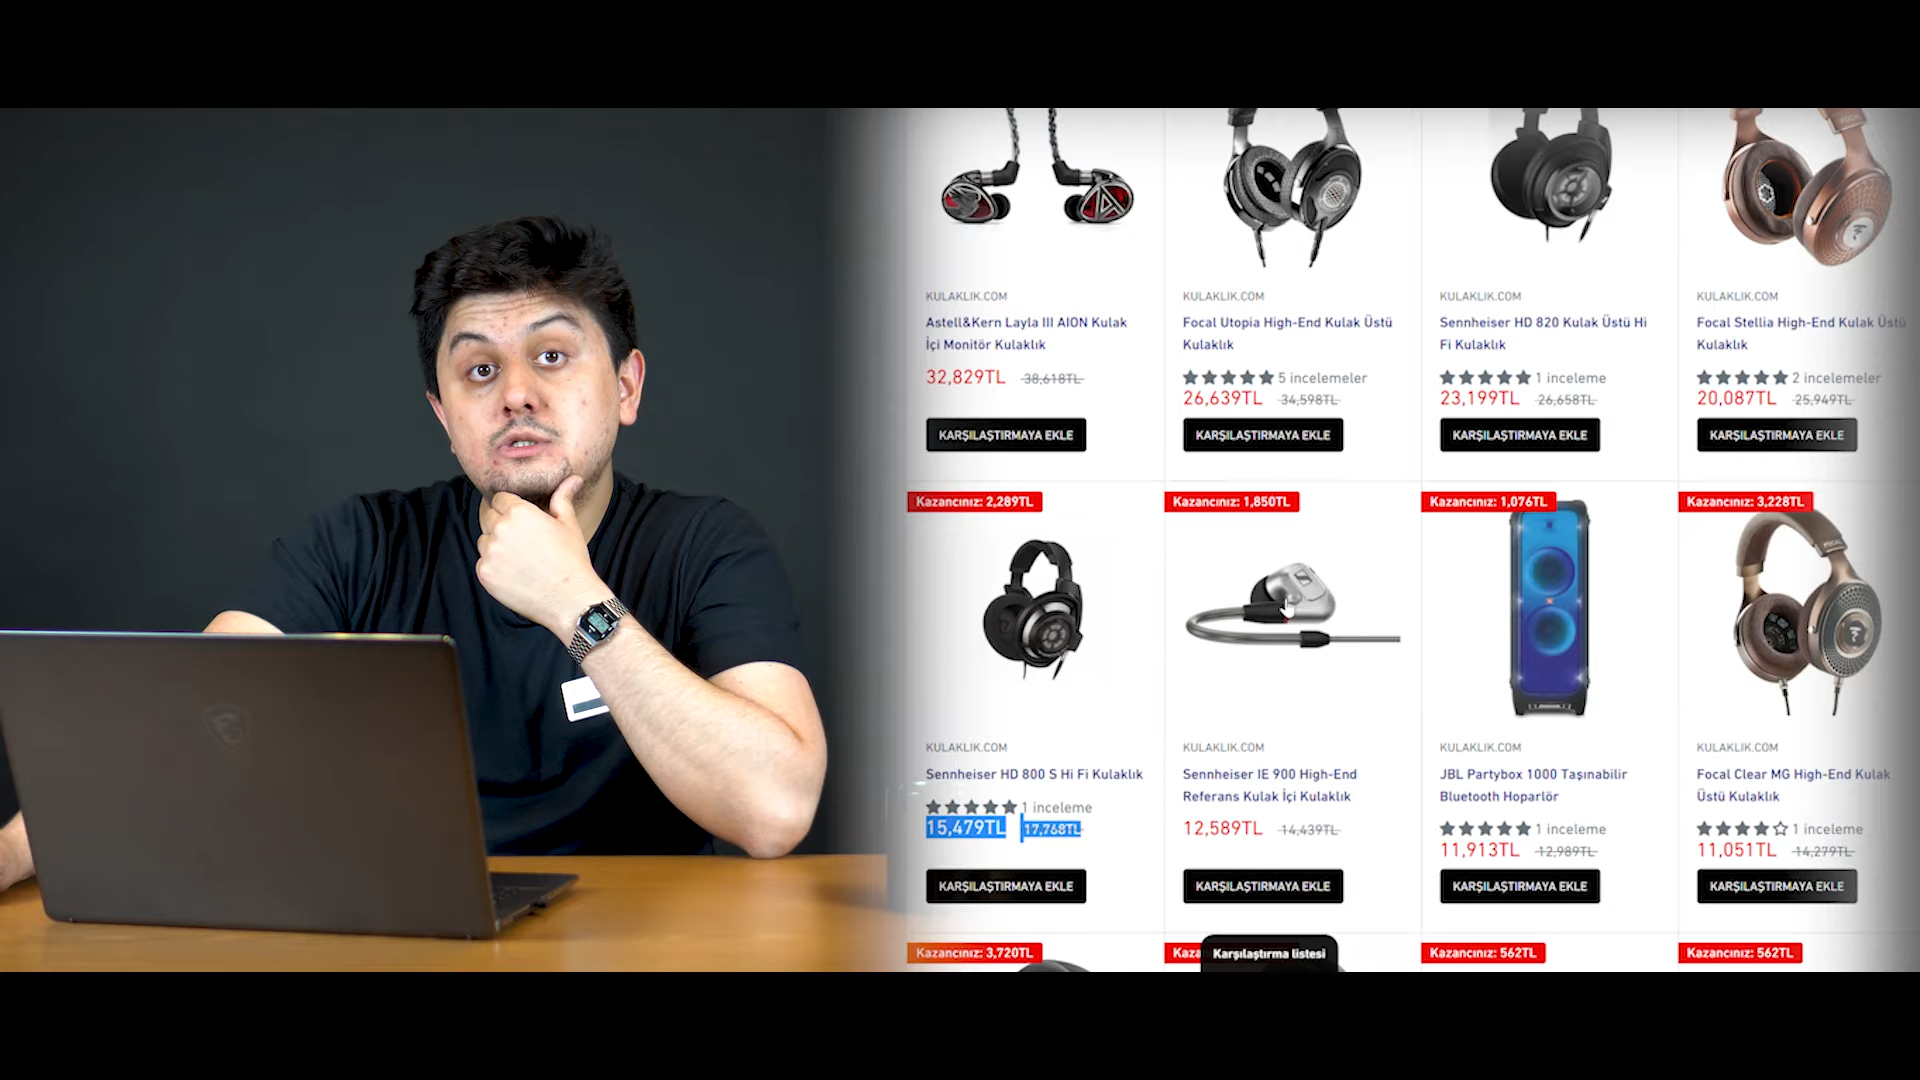 KULAKLIK.COM
Astell&Kern Layla III AION Kulak
İçi Monitör Kulaklık
32,829TL 38,618TL
KARŞILAŞTIRMAYA EKLE
KULAKLIK.COM
Focal Utopia High-End Kulak Üstü
Kulaklık
5 incelemeler
26,639TL 34,598TL
KARŞILAŞTIRMAYA EKLE
KULAKLIK.COM
Sennheiser HD 820 Kulak Üstü Hi
Fi Kulaklık
1 inceleme
23,199TL 26,658TL
KARŞILAŞTIRMAYA EKLE
KULAKLIK.COM
Focal Stellia High-End Kulak Üstü
Kulaklık
2 incelemeler
20,087TL 25,949TL
KARŞILAŞTIRMAYA EKLE
Kazancınız: 2,289TL
KULAKLIK.COM
Sennheiser HD 800 S Hi Fi Kulaklık
1 inceleme
15,479TL 17,768TL
KARŞILAŞTIRMAYA EKLE
Kazancınız: 1,850TL
KULAKLIK.COM
Sennheiser IE 900 High-End
Referans Kulak İçi Kulaklık
12,589TL 14,439TL
KARŞILAŞTIRMAYA EKLE
Kazancınız: 1,076TL
KULAKLIK.COM
JBL Partybox 1000 Taşınabilir
Bluetooth Hoparlör
1 inceleme
11,913TL 12,989TL
KARŞILAŞTIRMAYA EKLE
Kazancınız: 3,228TL
KULAKLIK.COM
Focal Clear MG High-End Kulak
Üstü Kulaklık
1 inceleme
11,051TL 14,279TL
KARŞILAŞTIRMAYA EKLE
Kazancınız: 3,720TL
Kaza
Karşılaştırma listesi
Kazancınız: 562TL
Kazancınız: 562TL